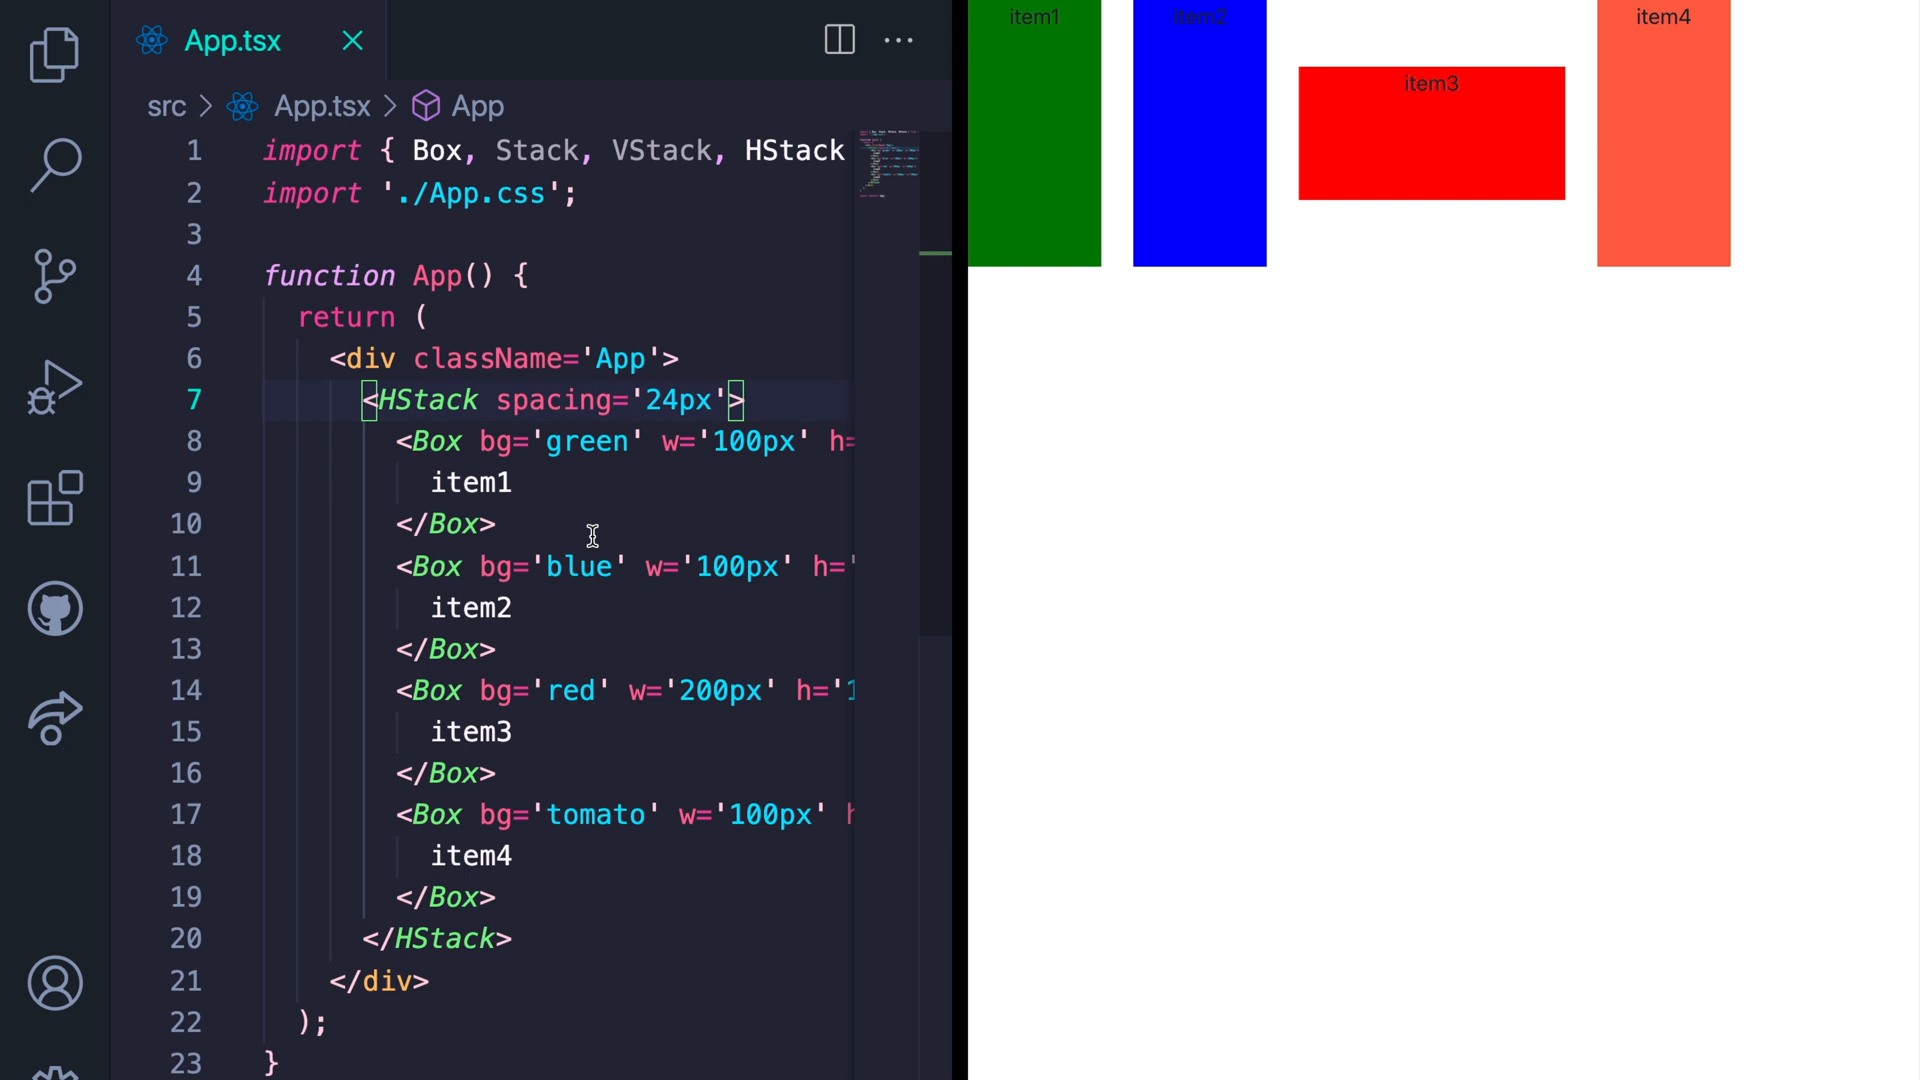 App.tsx
src > App.tsx > App
1 import { Box, Stack, VStack, HStack
2 import './App.css';
3
4 function App() {
5 return (
6 <div className='App'>
7 <HStack spacing='24px'>
8 <Box bg='green' w='100px' h=
9 item1
10 </Box>
11 <Box bg='blue' w='100px' h='
12 item2
13 </Box>
14 <Box bg='red' w='200px' h='1
15 item3
16 </Box>
17 <Box bg='tomato' w='100px' h
18 item4
19 </Box>
20 </HStack>
21 </div>
22 );
23 }
item1
item2
item3
item4